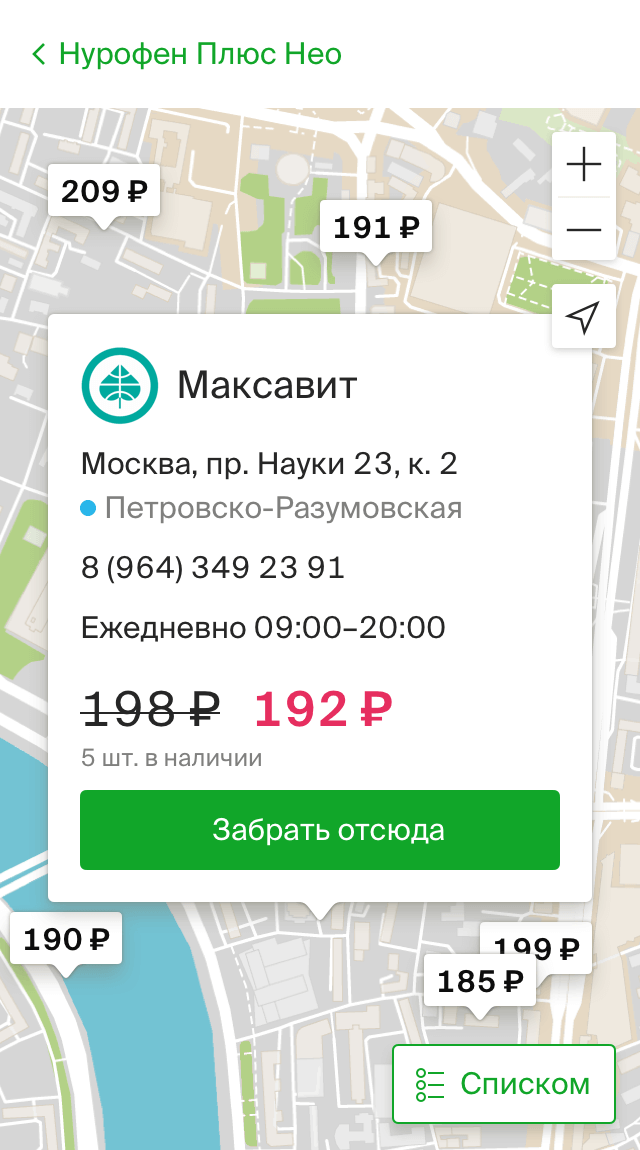 Нурофен Плюс Нео
209 ₽
191 ₽
Максавит
Москва, пр. Науки 23, к. 2
Петровско-Разумовская
8 (964) 349 23 91
Ежедневно 09:00–20:00
198 ₽ 192 ₽
5 шт. в наличии
Забрать отсюда
190 ₽
199 ₽
185 ₽
Списком